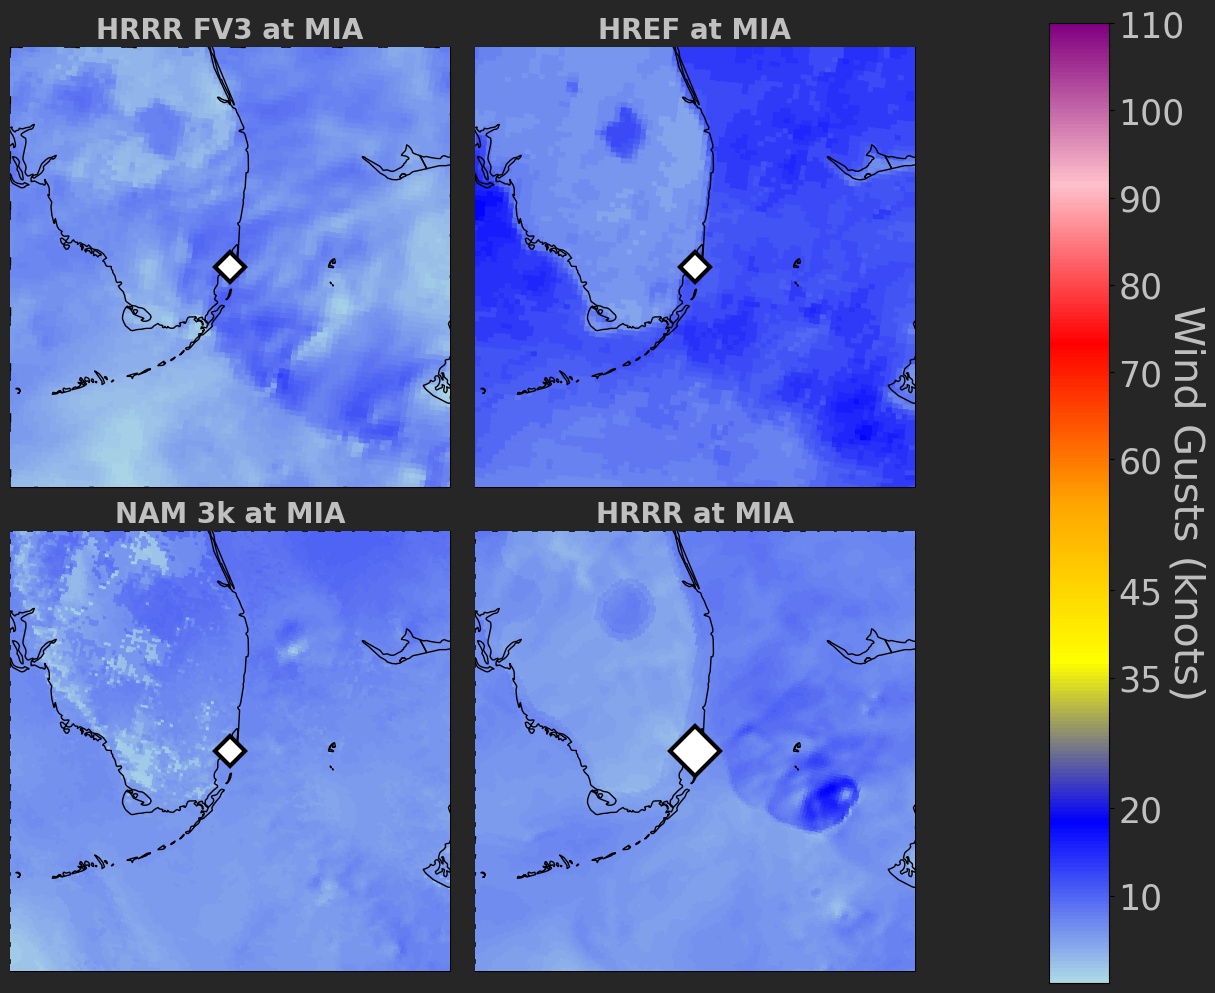 HRRR FV3 at MIA
HREF at MIA
NAM 3k at MIA
HRRR at MIA
110
100
90
80
70
60
45
35
20
10
Wind Gusts (knots)